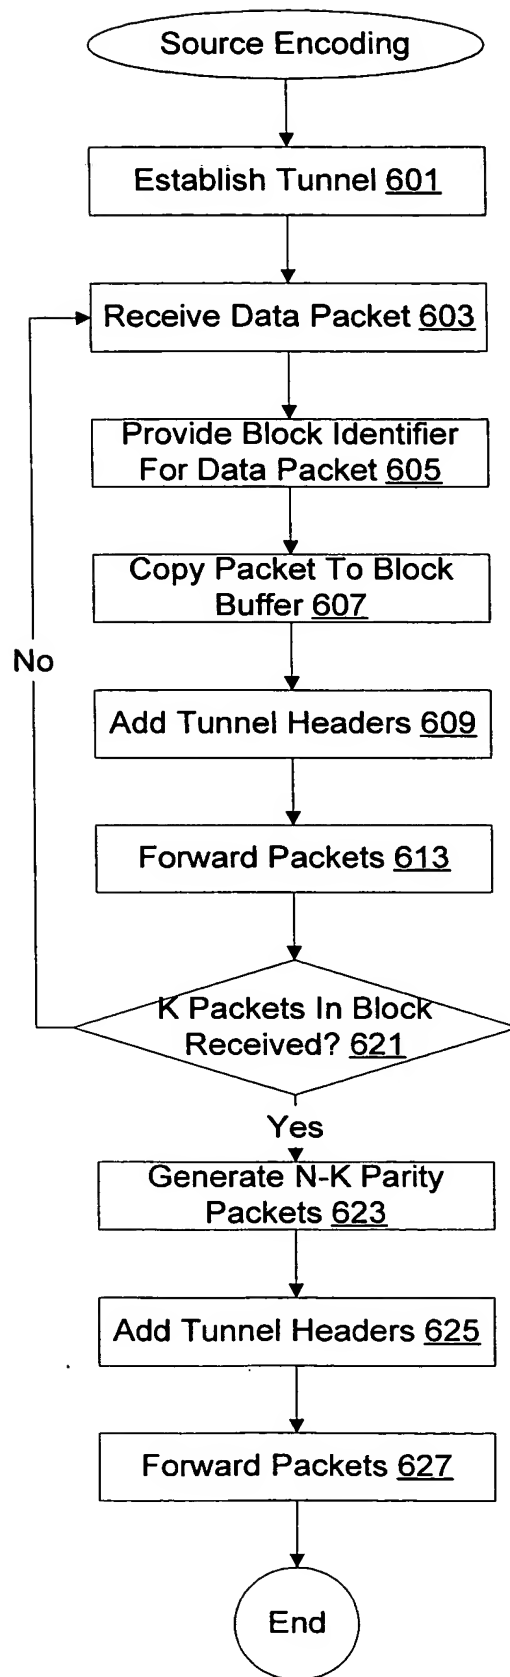 Source Encoding
Establish Tunnel 601
Receive Data Packet 603
Provide Block Identifier
For Data Packet 605
Copy Packet To Block
Buffer 607
No
Add Tunnel Headers 609
Forward Packets 613
K Packets In Block
Received? 621
Yes
Generate N-K Parity
Packets 623
Add Tunnel Headers 625
Forward Packets 627
End